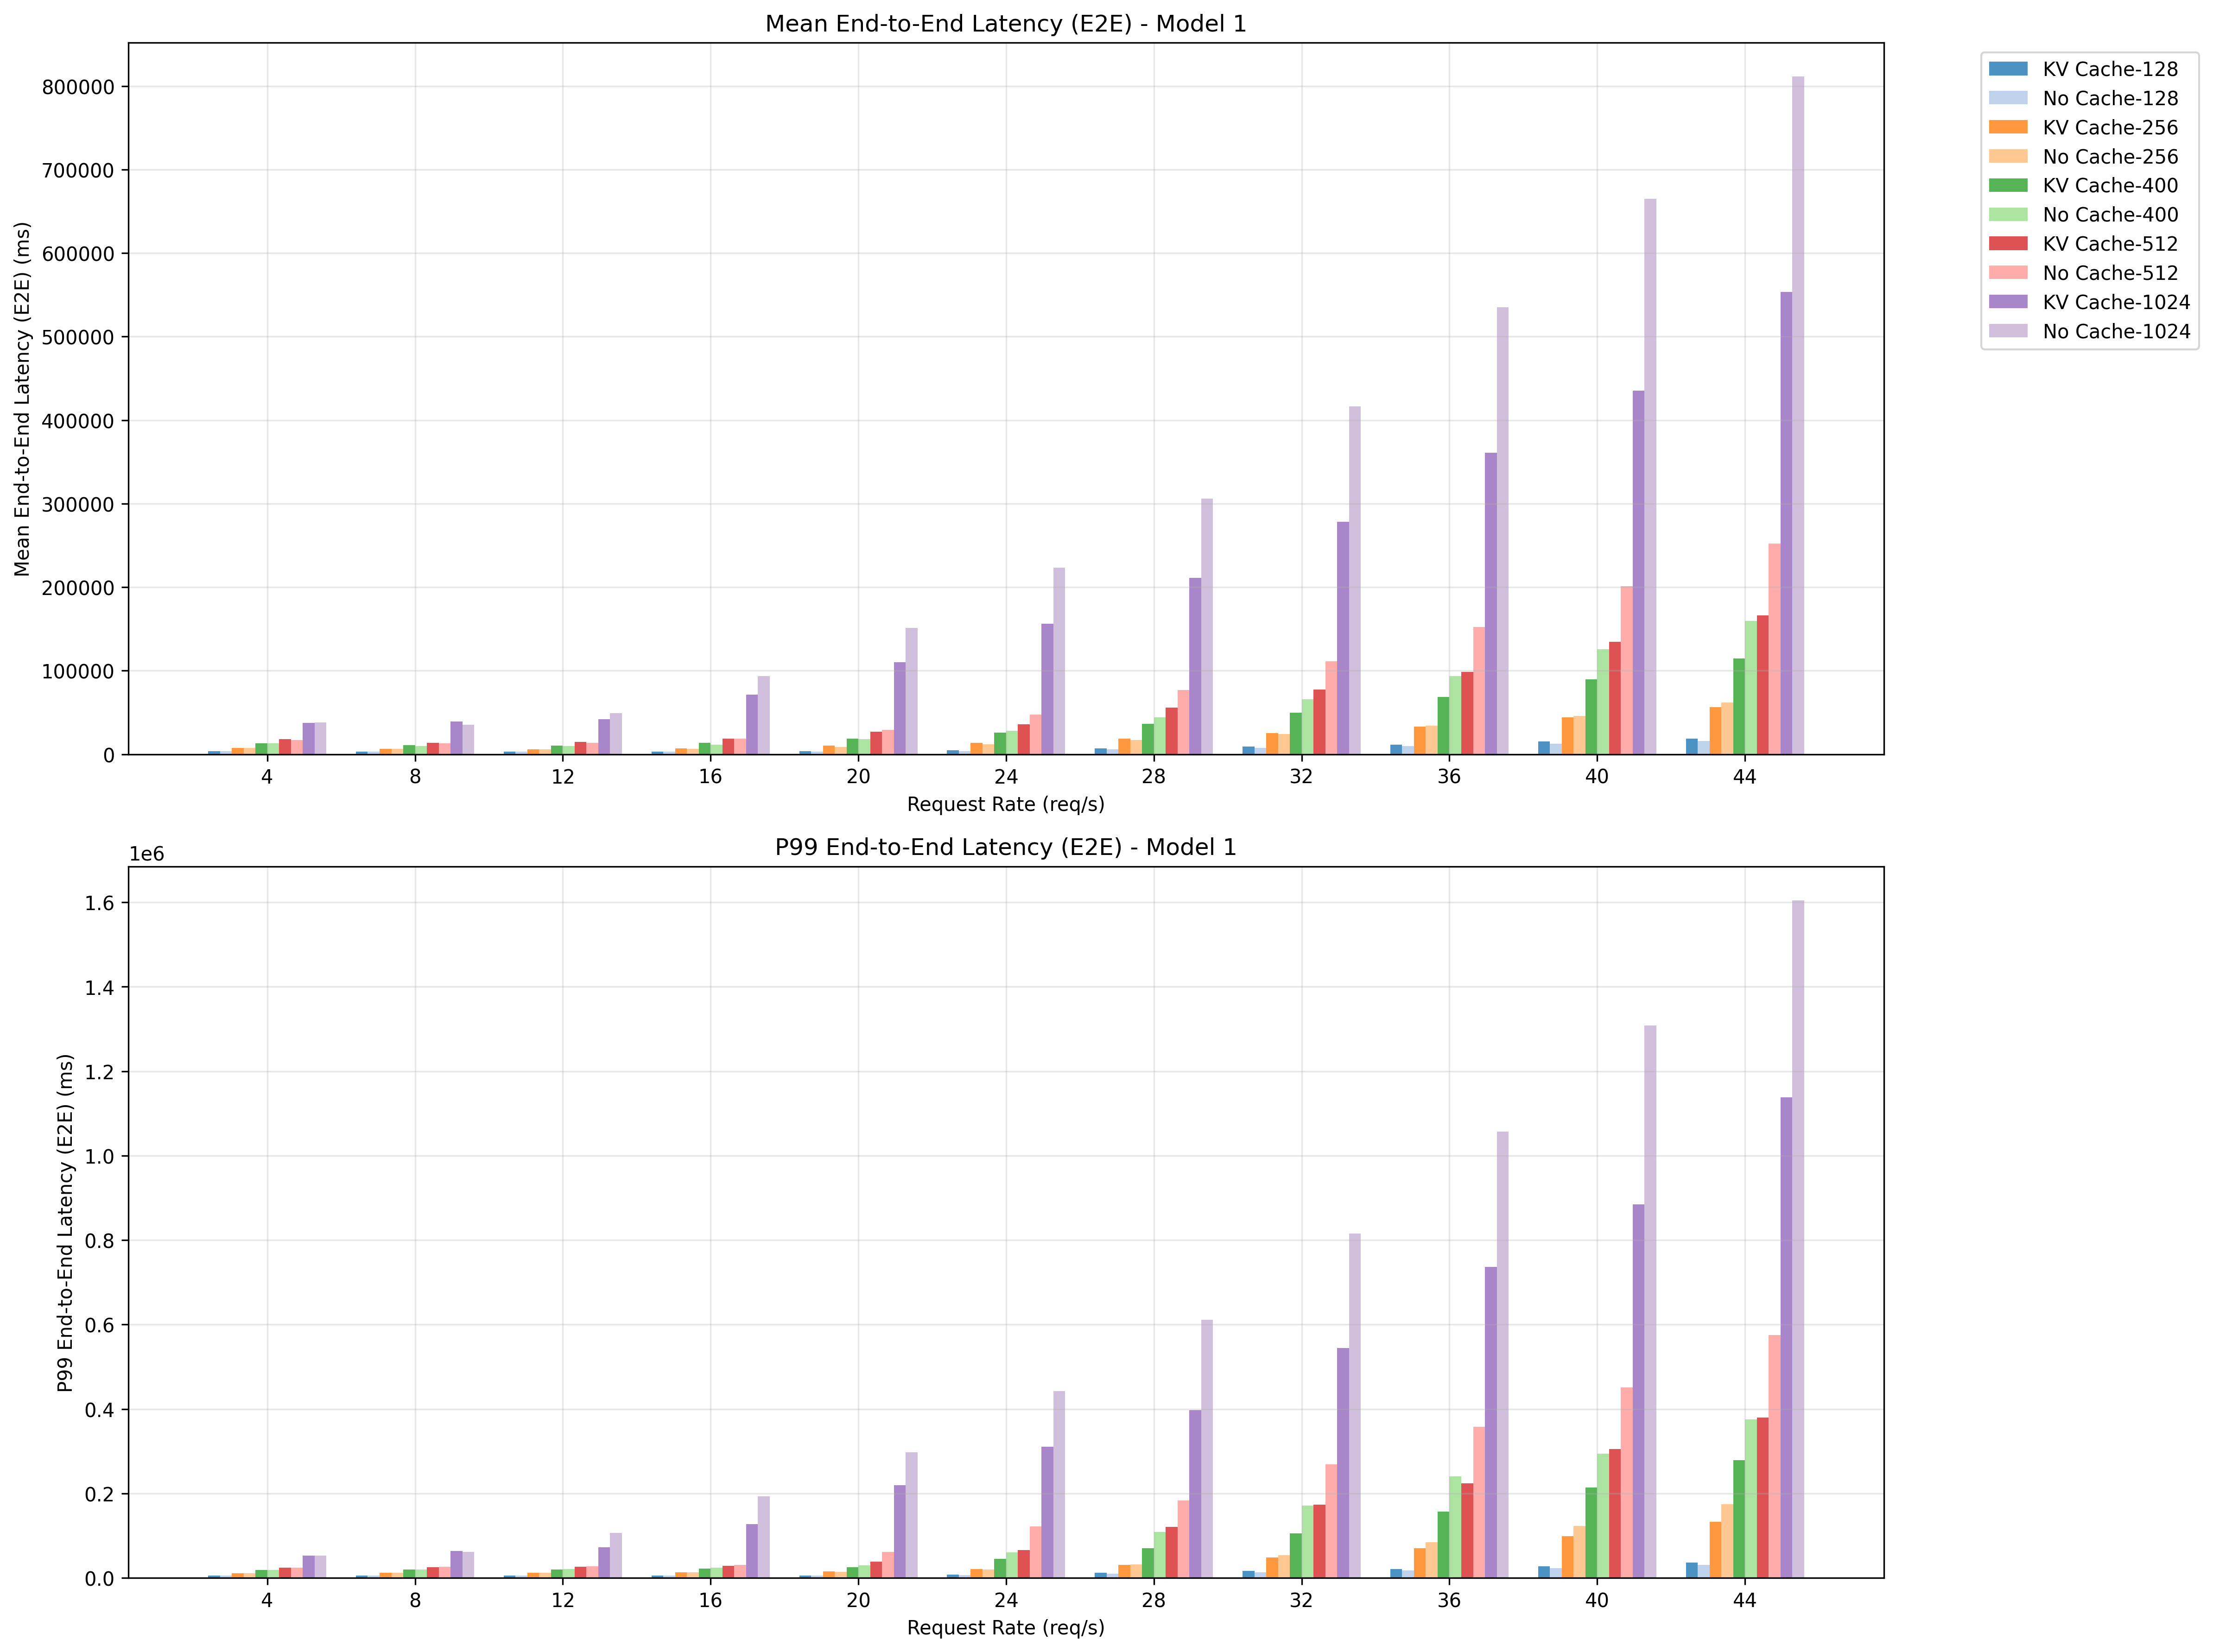 Mean End-to-End Latency (E2E) - Model 1
Mean End-to-End Latency (E2E) (ms)
800000
700000
600000
500000
400000
300000
200000
100000
0
4 8 12 16 20 24 28 32 36 40 44
Request Rate (req/s)
KV Cache-128
No Cache-128
KV Cache-256
No Cache-256
KV Cache-400
No Cache-400
KV Cache-512
No Cache-512
KV Cache-1024
No Cache-1024
P99 End-to-End Latency (E2E) - Model 1
1e6
P99 End-to-End Latency (E2E) (ms)
1.6
1.4
1.2
1.0
0.8
0.6
0.4
0.2
0.0
4 8 12 16 20 24 28 32 36 40 44
Request Rate (req/s)